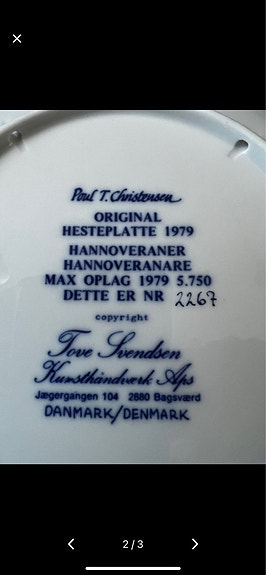 Poul T. Christensen
ORIGINAL
HESTEPLATTE 1979
HANNOVERANER
HANNOVERANARE
MAX OPLAG 1979 5.750
DETTE ER NR 2267
copyright
Tove Svendsen
Kunsthåndværk Aps
Jægergangen 104 2880 Bagsværd
DANMARK/DENMARK
2/3